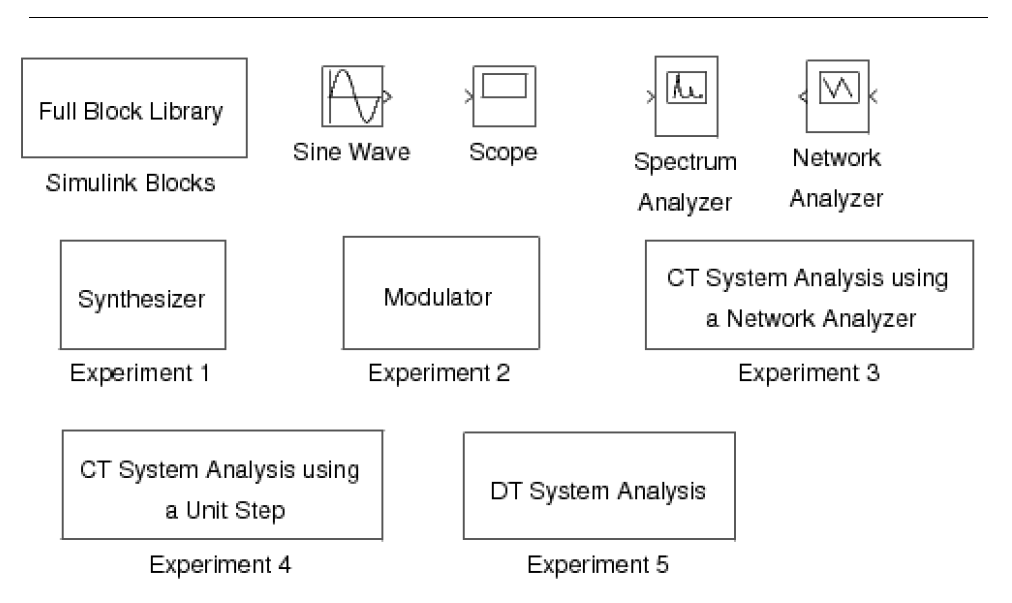 Full Block Library
Simulink Blocks
Sine Wave
Scope
Spectrum
Analyzer
Network
Analyzer
Synthesizer
Experiment 1
Modulator
Experiment 2
CT System Analysis using
a Network Analyzer
Experiment 3
CT System Analysis using
a Unit Step
Experiment 4
DT System Analysis
Experiment 5